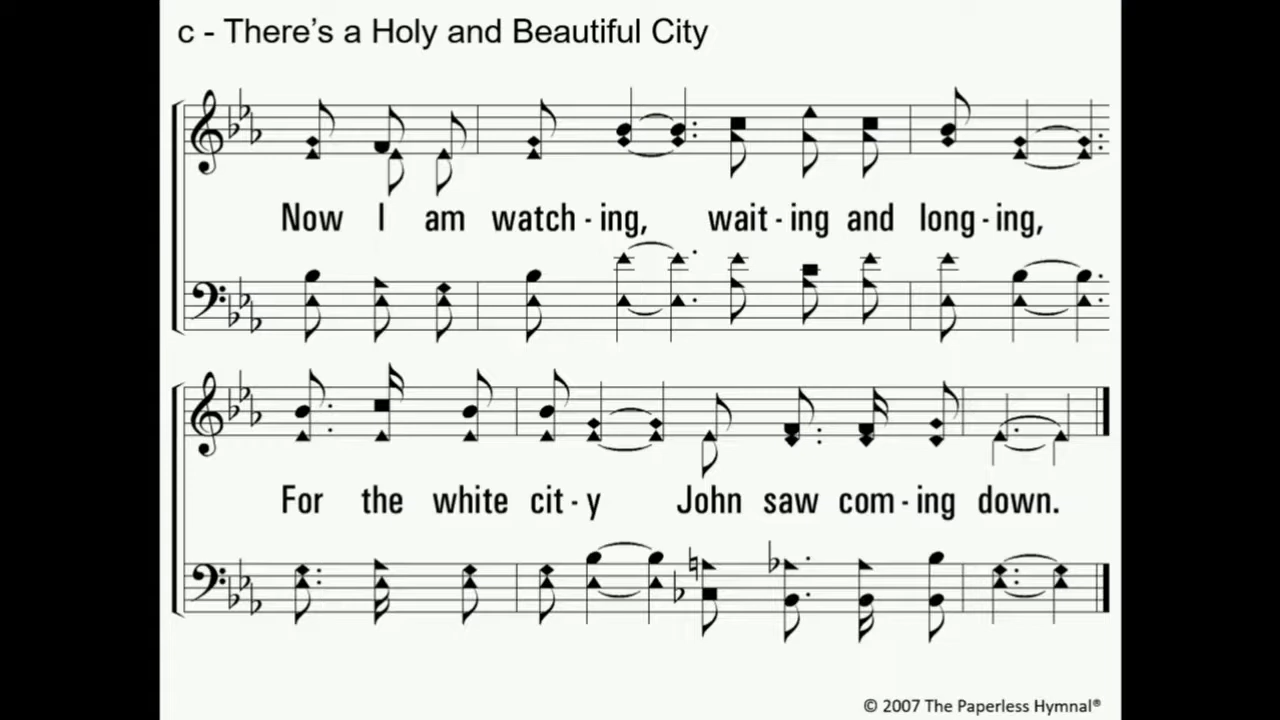 c - There's a Holy and Beautiful City
Now I am watch - ing, wait - ing and long - ing,
For the white cit - y John saw com - ing down.
© 2007 The Paperless Hymnal®